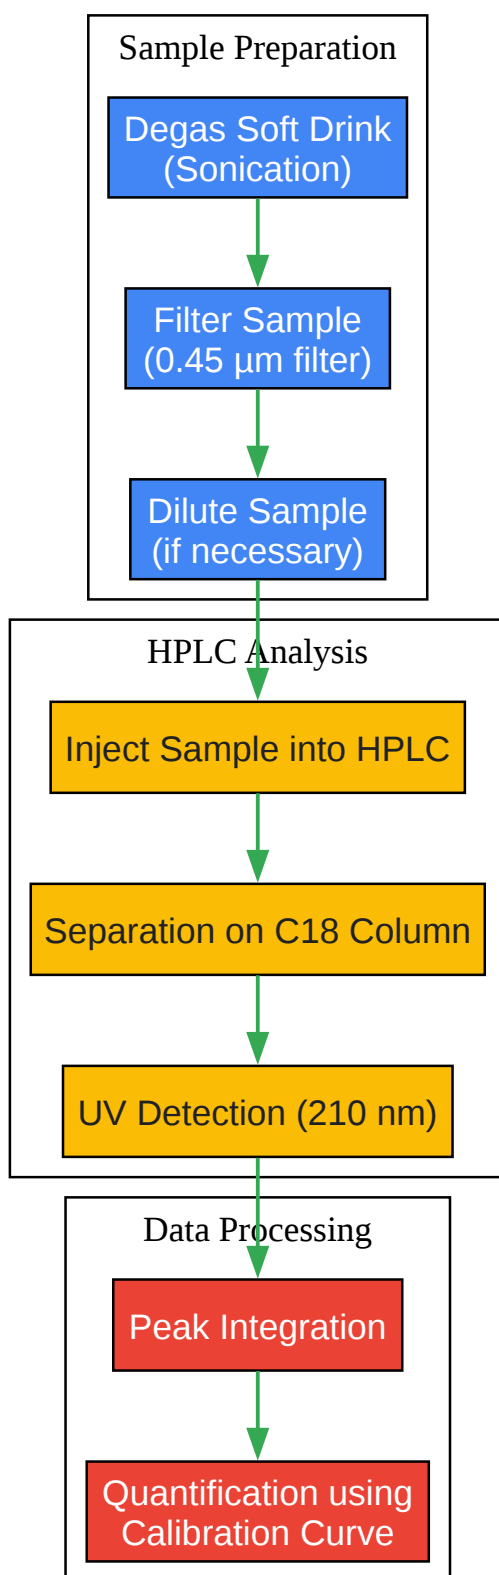 Sample Preparation
Degas Soft Drink
(Sonication)
Filter Sample
(0.45 µm filter)
Dilute Sample
(if necessary)
HPLC Analysis
Inject Sample into HPLC
Separation on C18 Column
UV Detection (210 nm)
Data Processing
Peak Integration
Quantification using
Calibration Curve